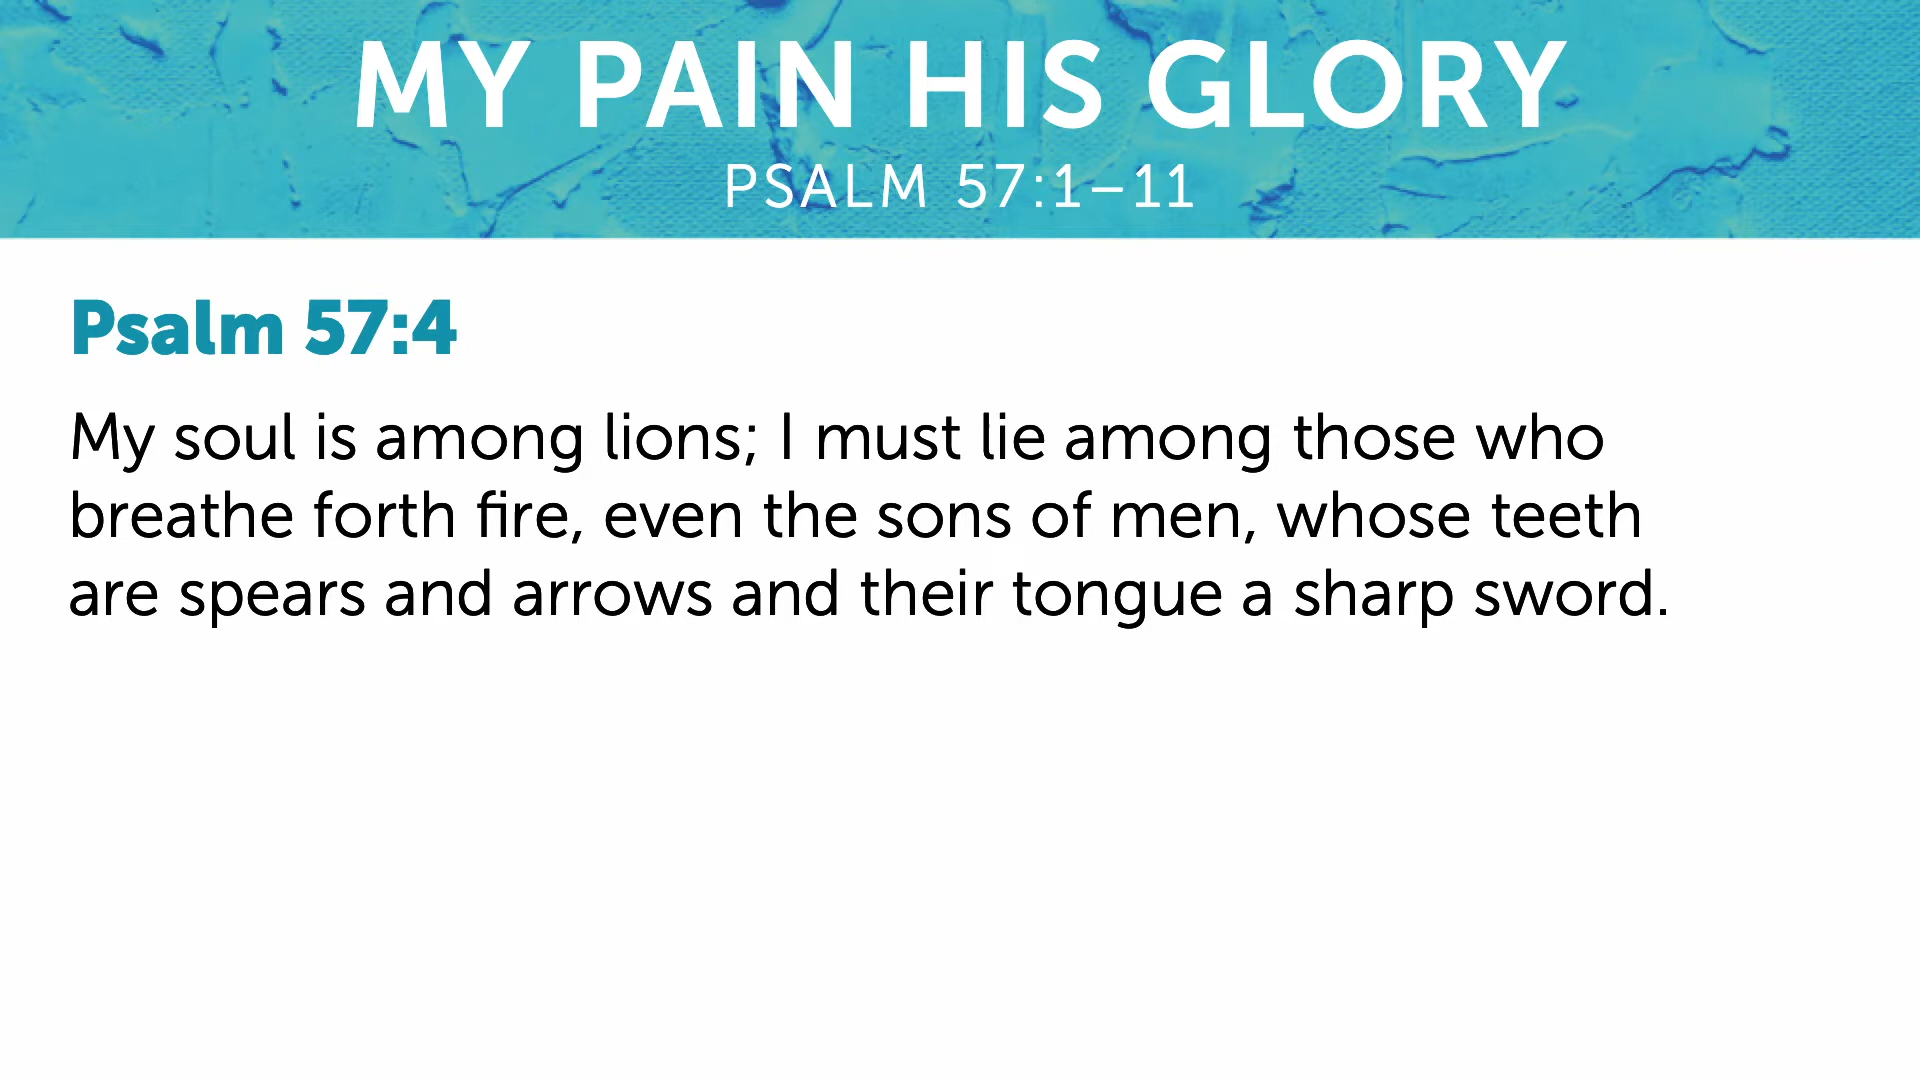 MY PAIN HIS GLORY
PSALM 57:1–11
Psalm 57:4
My soul is among lions; I must lie among those who
breathe forth fire, even the sons of men, whose teeth
are spears and arrows and their tongue a sharp sword.